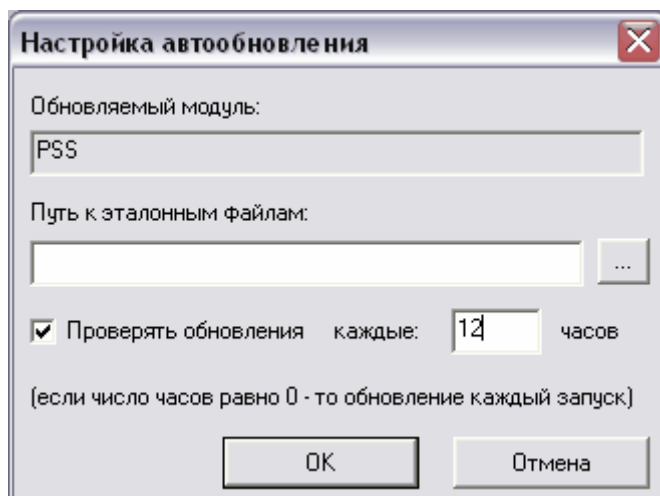 Настройка автообновления
Обновляемый модуль:
PSS
Путь к эталонным файлам:
...
Проверять обновления каждые: 12 часов
(если число часов равно 0 - то обновление каждый запуск)
OK Отмена